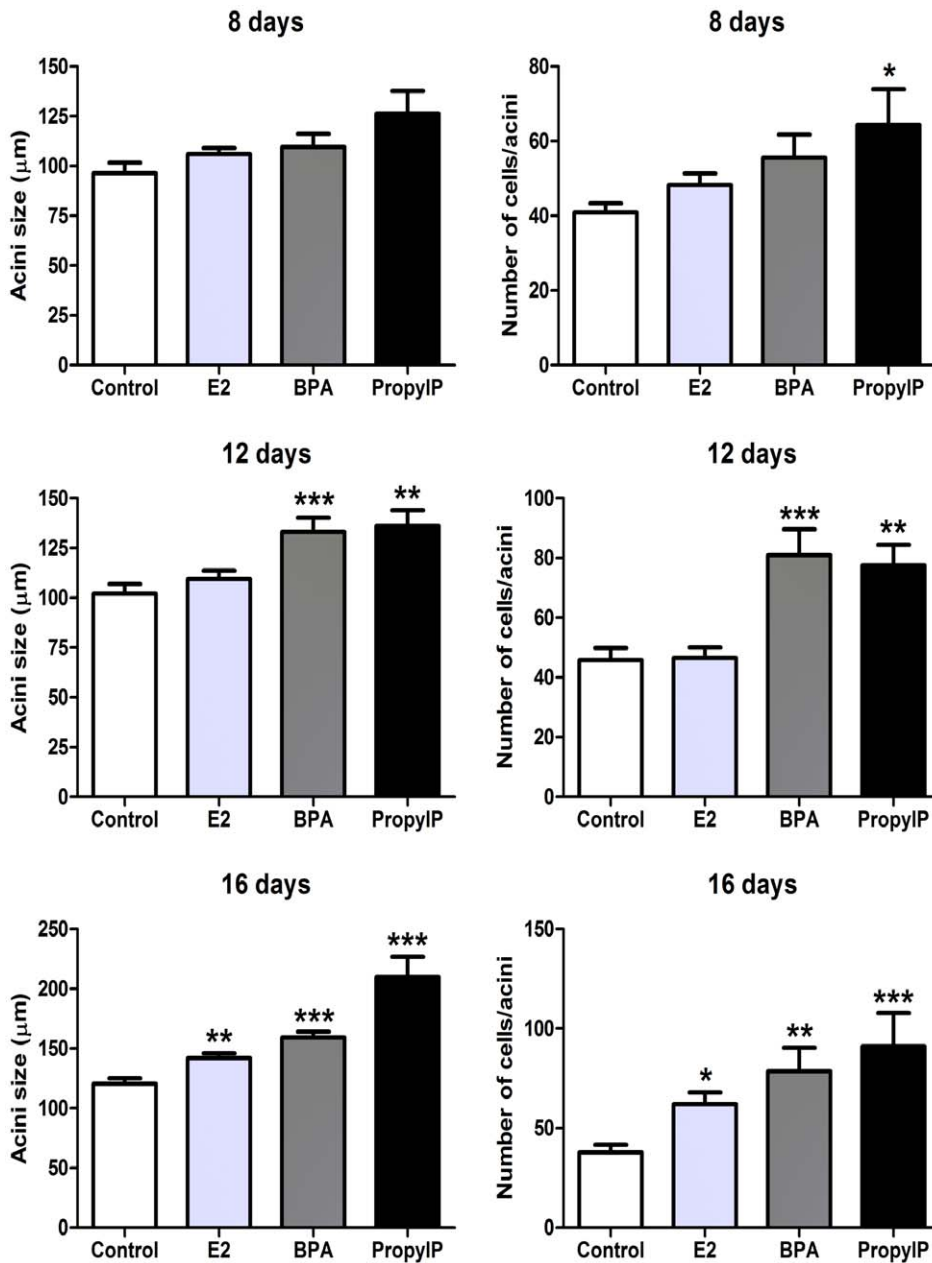 8 days
Acini size (μm)
150
125
100
75
50
25
0
Control E2 BPA PropylP
8 days
Number of cells/acini
80
60
40
20
0
*
Control E2 BPA PropylP
12 days
Acini size (μm)
150
125
100
75
50
25
0
*** **
Control E2 BPA PropylP
12 days
Number of cells/acini
100
80
60
40
20
0
*** **
Control E2 BPA PropylP
16 days
Acini size (μm)
250
200
150
100
50
0
** *** ***
Control E2 BPA PropylP
16 days
Number of cells/acini
150
100
50
0
* ** ***
Control E2 BPA PropylP